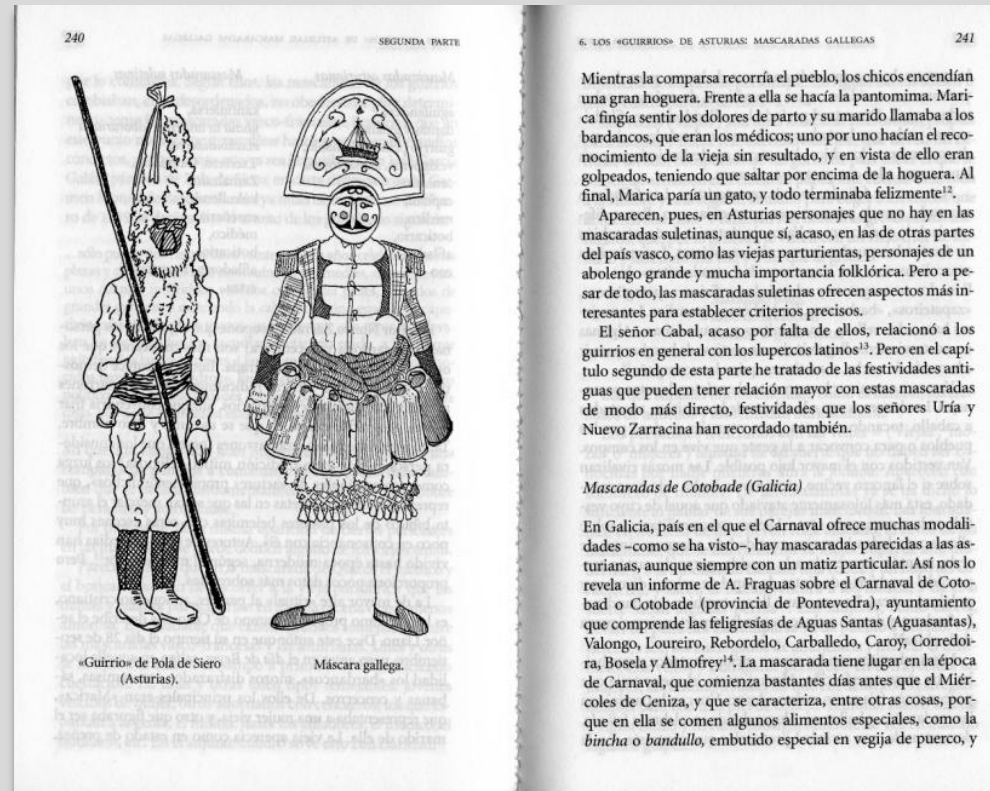 240
SEGUNDA PARTE
«Guirrio» de Pola de Siero
(Asturias).
Máscara gallega.
6. LOS «GUIRRIOS» DE ASTURIAS: MASCARADAS GALLEGAS
241
Mientras la comparsa recorría el pueblo, los chicos encendían
una gran hoguera. Frente a ella se hacía la pantomima. Mari-
ca fingía sentir los dolores de parto y su marido llamaba a los
bardancos, que eran los médicos; uno por uno hacían el reco-
nocimiento de la vieja sin resultado, y en vista de ello eran
golpeados, teniendo que saltar por encima de la hoguera. Al
final, Marica paría un gato, y todo terminaba felizmente¹².
Aparecen, pues, en Asturias personajes que no hay en las
mascaradas suletinas, aunque sí, acaso, en las de otras partes
del país vasco, como las viejas parturientas, personajes de un
abolengo grande y mucha importancia folklórica. Pero a pe-
sar de todo, las mascaradas suletinas ofrecen aspectos más in-
teresantes para establecer criterios precisos.
El señor Cabal, acaso por falta de ellos, relacionó a los
guirrios en general con los lupercos latinos¹³. Pero en el capí-
tulo segundo de esta parte he tratado de las festividades anti-
guas que pueden tener relación mayor con estas mascaradas
de modo más directo, festividades que los señores Uría y
Nuevo Zarracina han recordado también.
Mascaradas de Cotobade (Galicia)
En Galicia, país en el que el Carnaval ofrece muchas modali-
dades –como se ha visto–, hay mascaradas parecidas a las as-
turianas, aunque siempre con un matiz particular. Así nos lo
revela un informe de A. Fraguas sobre el Carnaval de Coto-
bad o Cotobade (provincia de Pontevedra), ayuntamiento
que comprende las feligresías de Aguas Santas (Aguasantas),
Valongo, Loureiro, Rebordelo, Carballedo, Caroy, Corredoi-
ra, Bosela y Almofrey¹⁴. La mascarada tiene lugar en la época
de Carnaval, que comienza bastantes días antes que el Miér-
coles de Ceniza, y que se caracteriza, entre otras cosas, por-
que en ella se comen algunos alimentos especiales, como la
bincha o bandullo, embutido especial en vegija de puerco, y